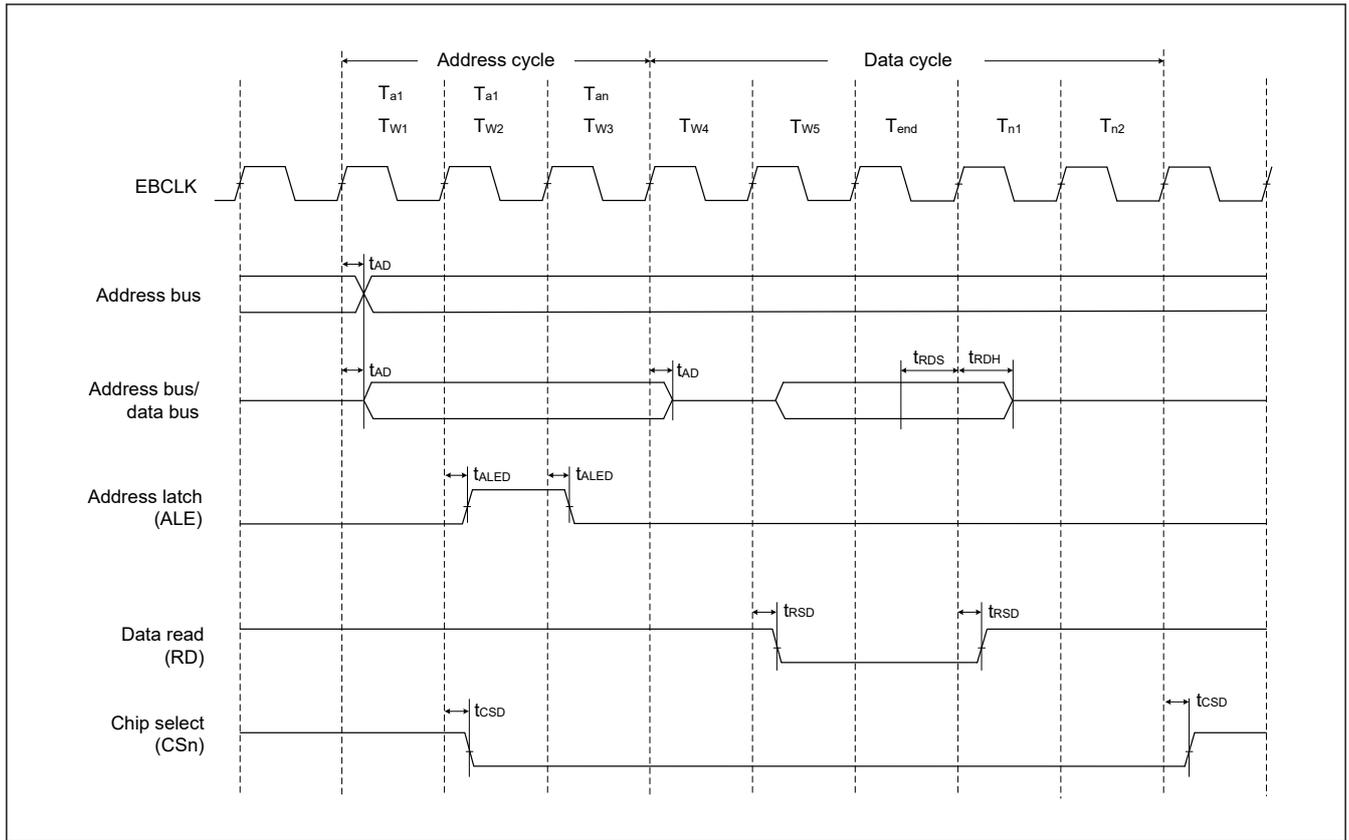 Address cycle Data cycle
Ta1 Ta1 Tan
TW1 TW2 TW3 TW4 TW5 Tend Tn1 Tn2
EBCLK
tAD
Address bus
tRDS tRDH
tAD tAD
Address bus/
data bus
tALED tALED
Address latch
(ALE)
tRSD tRSD
Data read
(RD)
tCSD tCSD
Chip select
(CSn)